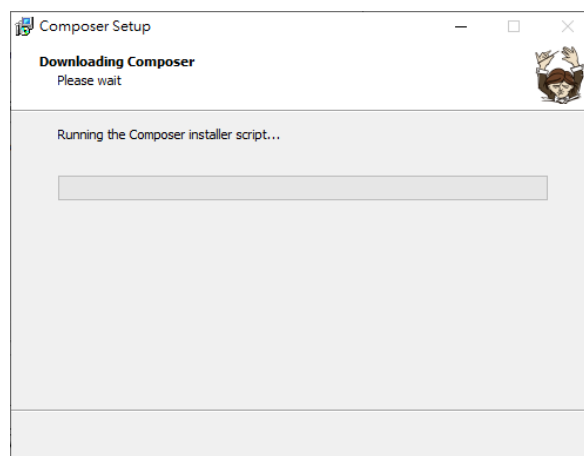 Composer Setup
Downloading Composer
Please wait
Running the Composer installer script...